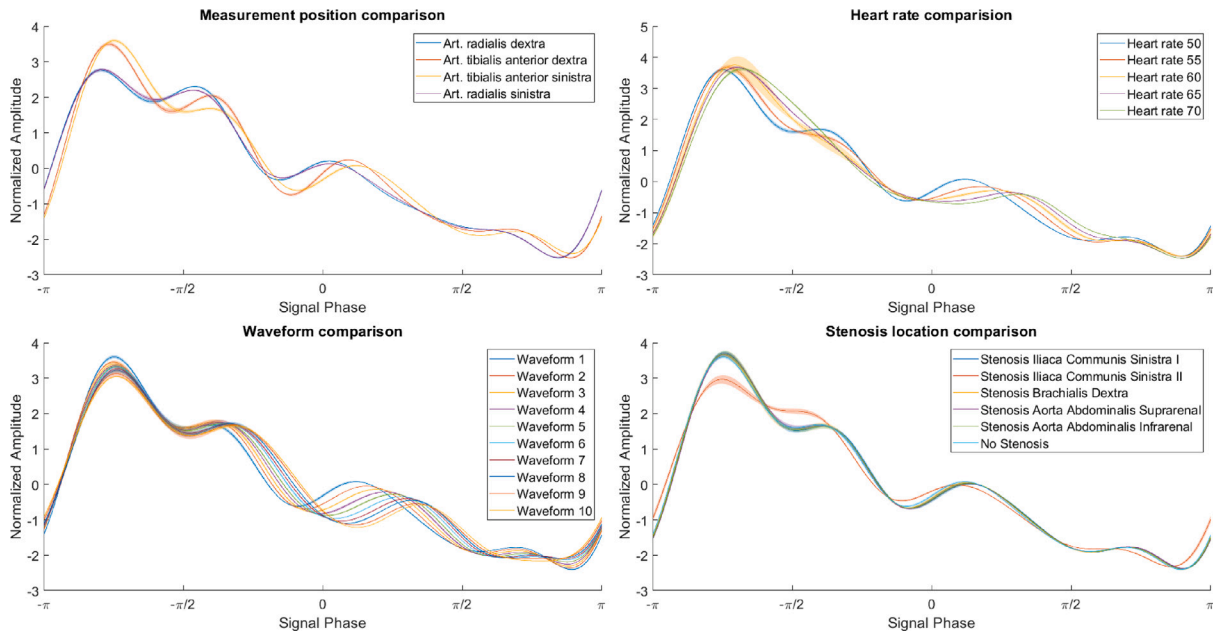 Measurement position comparison
4
3
2
1
0
-1
-2
-3
Normalized Amplitude
-π
-π/2
0
π/2
π
Signal Phase
Art. radialis dextra
Art. tibialis anterior dextra
Art. tibialis anterior sinistra
Art. radialis sinistra
Heart rate comparision
5
4
3
2
1
0
-1
-2
-3
Normalized Amplitude
-π
-π/2
0
π/2
π
Signal Phase
Heart rate 50
Heart rate 55
Heart rate 60
Heart rate 65
Heart rate 70
Waveform comparison
4
3
2
1
0
-1
-2
-3
Normalized Amplitude
-π
-π/2
0
π/2
π
Signal Phase
Waveform 1
Waveform 2
Waveform 3
Waveform 4
Waveform 5
Waveform 6
Waveform 7
Waveform 8
Waveform 9
Waveform 10
Stenosis location comparison
4
3
2
1
0
-1
-2
-3
Normalized Amplitude
-π
-π/2
0
π/2
π
Signal Phase
Stenosis Iliaca Communis Sinistra I
Stenosis Iliaca Communis Sinistra II
Stenosis Brachialis Dextra
Stenosis Aorta Abdominalis Suprarenal
Stenosis Aorta Abdominalis Infrarenal
No Stenosis